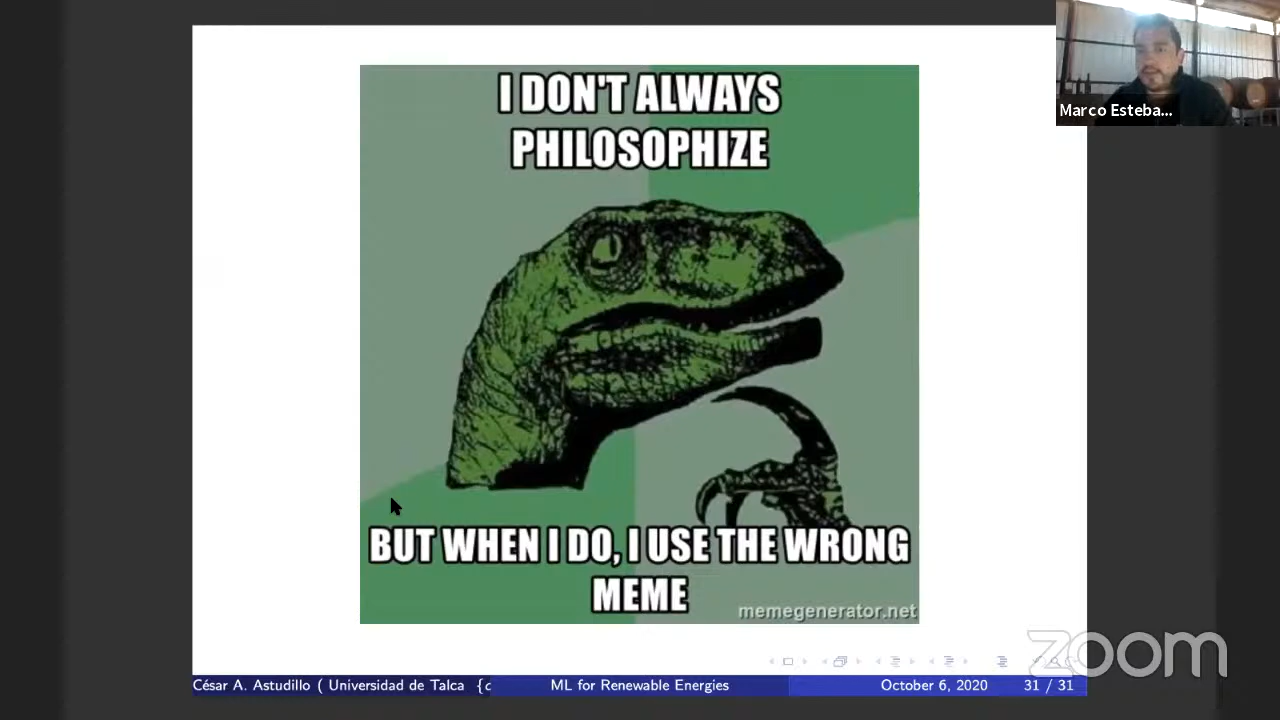 I DON'T ALWAYS
PHILOSOPHIZE
Marco Esteba...
BUT WHEN I DO, I USE THE WRONG
MEME
memegenerator.net
zoom
César A. Astudillo ( Universidad de Talca {c
ML for Renewable Energies
October 6, 2020
31 / 31